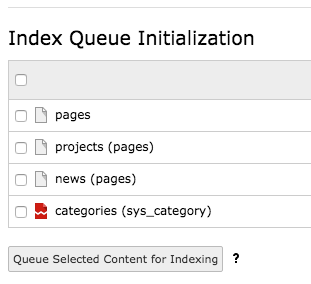 Index Queue Initialization
pages
projects (pages)
news (pages)
categories (sys_category)
Queue Selected Content for Indexing ?